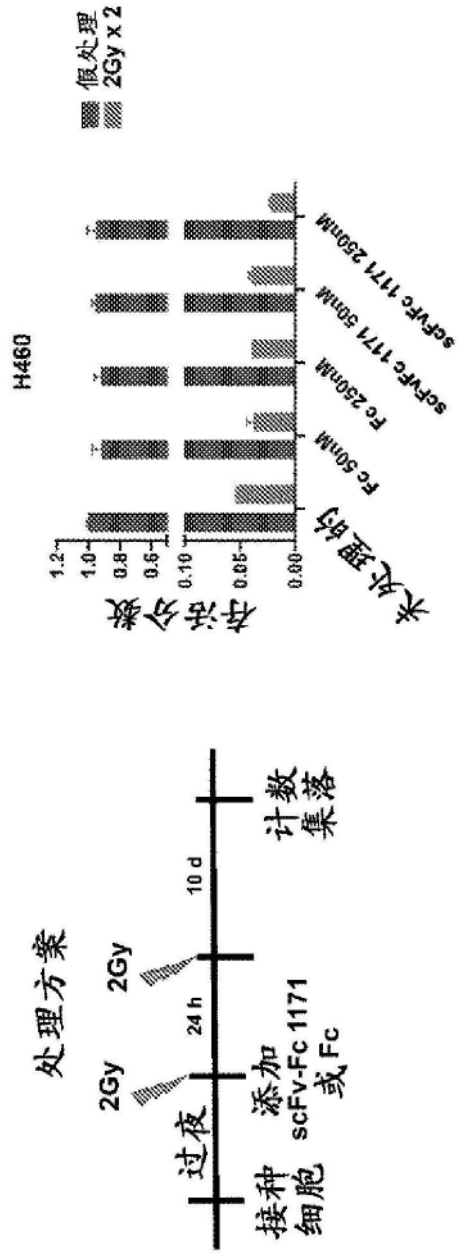 处理方案
2Gy
2Gy
过夜
24 h
10 d
接种
细胞
添加
scFv-Fc 1171
或 Fc
计数
集落
H460
假处理
2Gy x 2
存活分数
1.2
1.0
0.8
0.6
0.10
0.05
0.00
未处理的
Fc 50nM
Fc 250nM
scFvFc 1171 50nM
scFvFc 1171 250nM